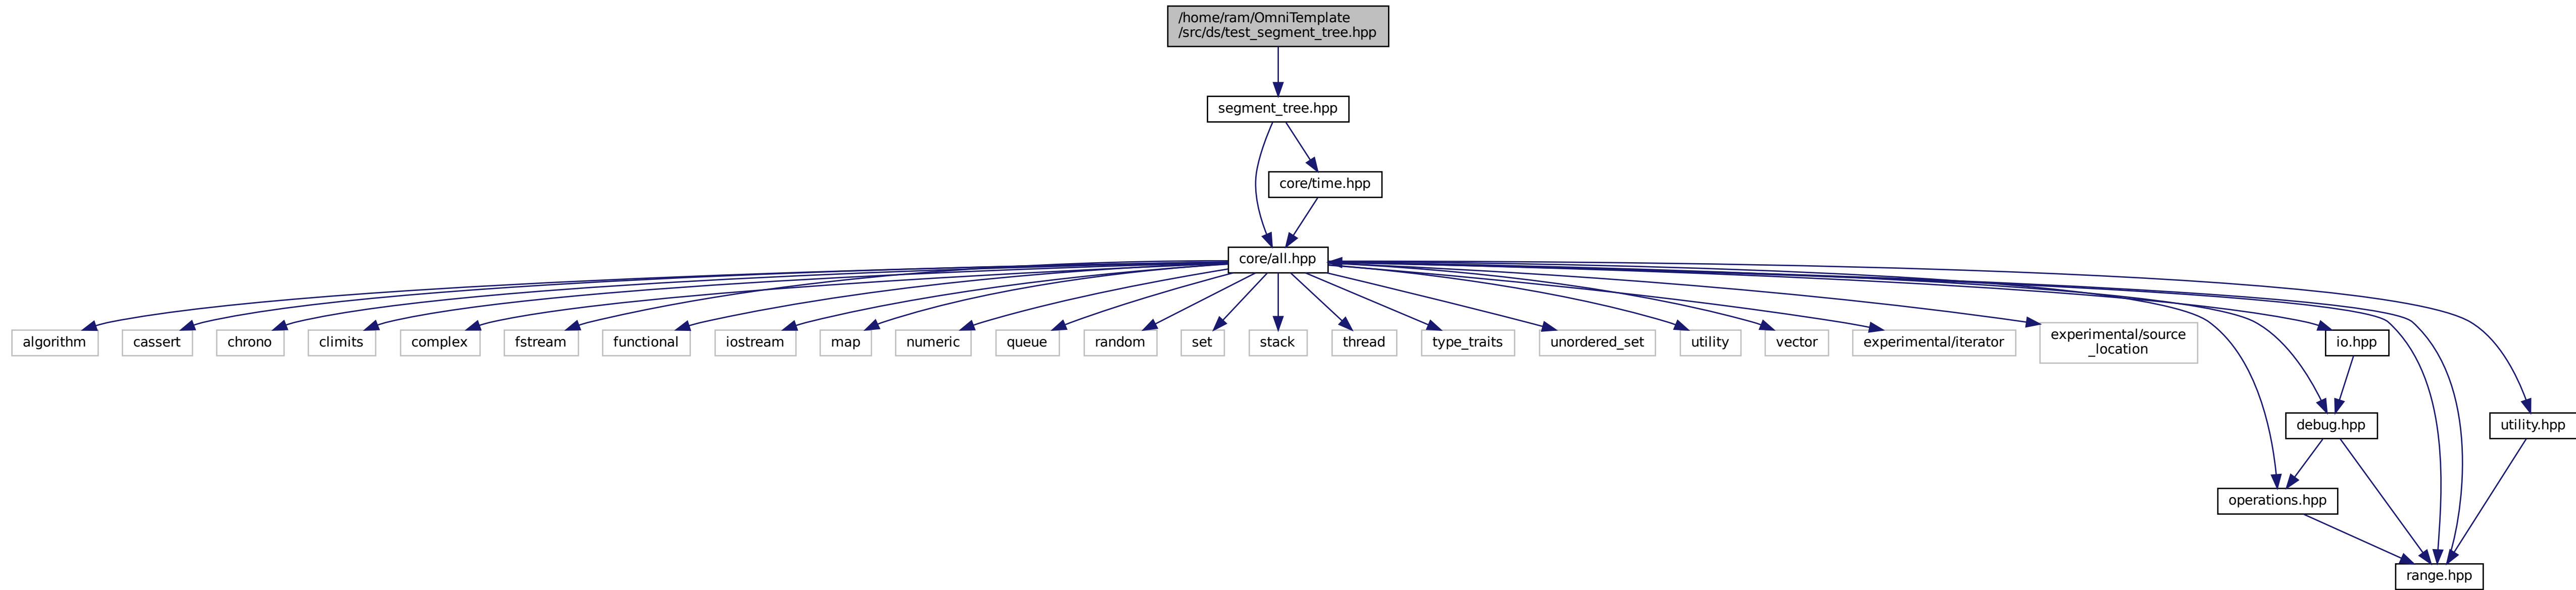 /home/ram/OmniTemplate
/src/ds/test_segment_tree.hpp
segment_tree.hpp
core/time.hpp
core/all.hpp
algorithm
cassert
chrono
climits
complex
fstream
functional
iostream
map
numeric
queue
random
set
stack
thread
type_traits
unordered_set
utility
vector
experimental/iterator
experimental/source
_location
io.hpp
debug.hpp
utility.hpp
operations.hpp
range.hpp